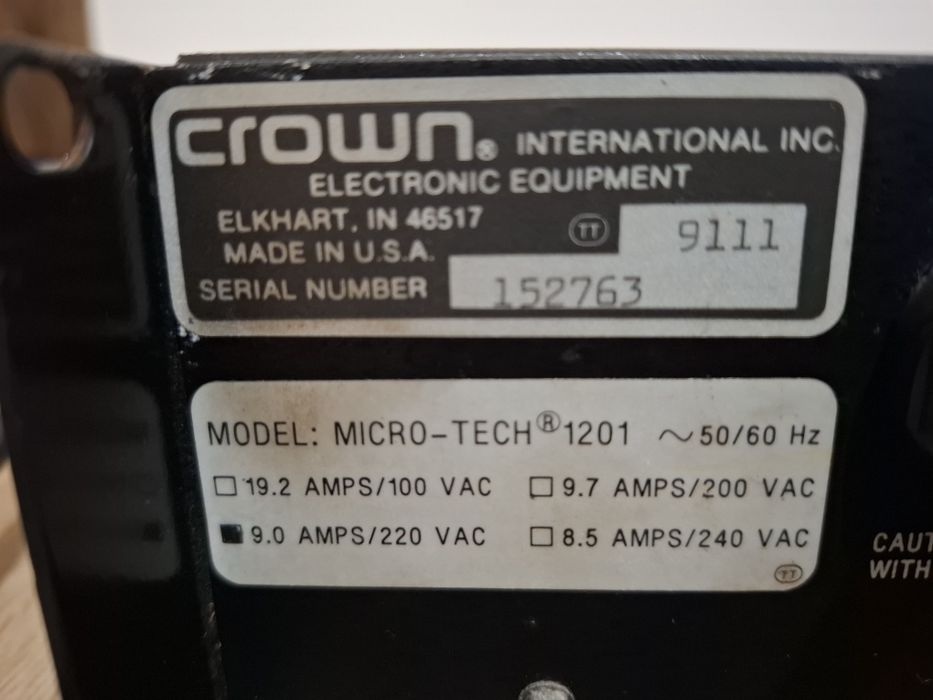 crown® INTERNATIONAL INC.
ELECTRONIC EQUIPMENT
ELKHART, IN 46517
MADE IN U.S.A.
TT 9111
SERIAL NUMBER 152763
MODEL: MICRO-TECH® 1201 ~50/60 Hz
☐ 19.2 AMPS/100 VAC ☐ 9.7 AMPS/200 VAC
■ 9.0 AMPS/220 VAC ☐ 8.5 AMPS/240 VAC
TT
CAUT
WITH